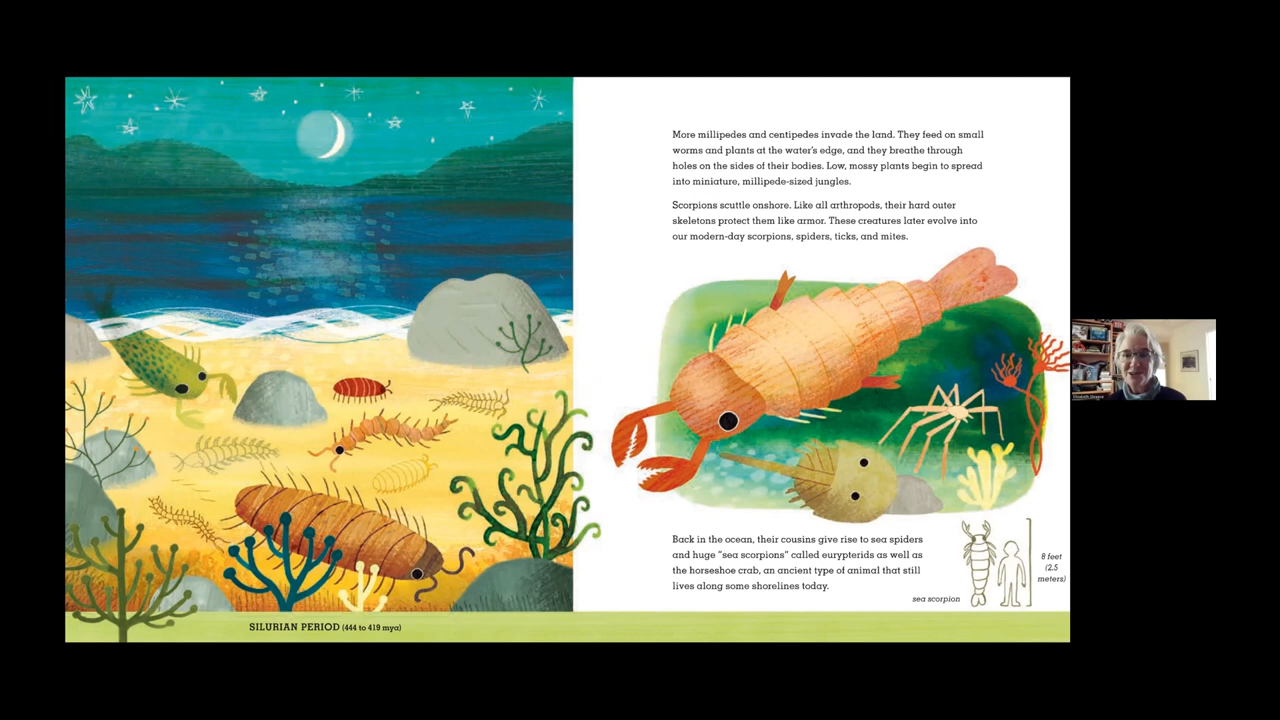 More millipedes and centipedes invade the land. They feed on small
worms and plants at the water's edge, and they breathe through
holes on the sides of their bodies. Low, mossy plants begin to spread
into miniature, millipede-sized jungles.
Scorpions scuttle onshore. Like all arthropods, their hard outer
skeletons protect them like armor. These creatures later evolve into
our modern-day scorpions, spiders, ticks, and mites.
Back in the ocean, their cousins give rise to sea spiders
and huge "sea scorpions" called eurypterids as well as
the horseshoe crab, an ancient type of animal that still
lives along some shorelines today.
sea scorpion
8 feet
(2.5
meters)
SILURIAN PERIOD (444 to 419 mya)